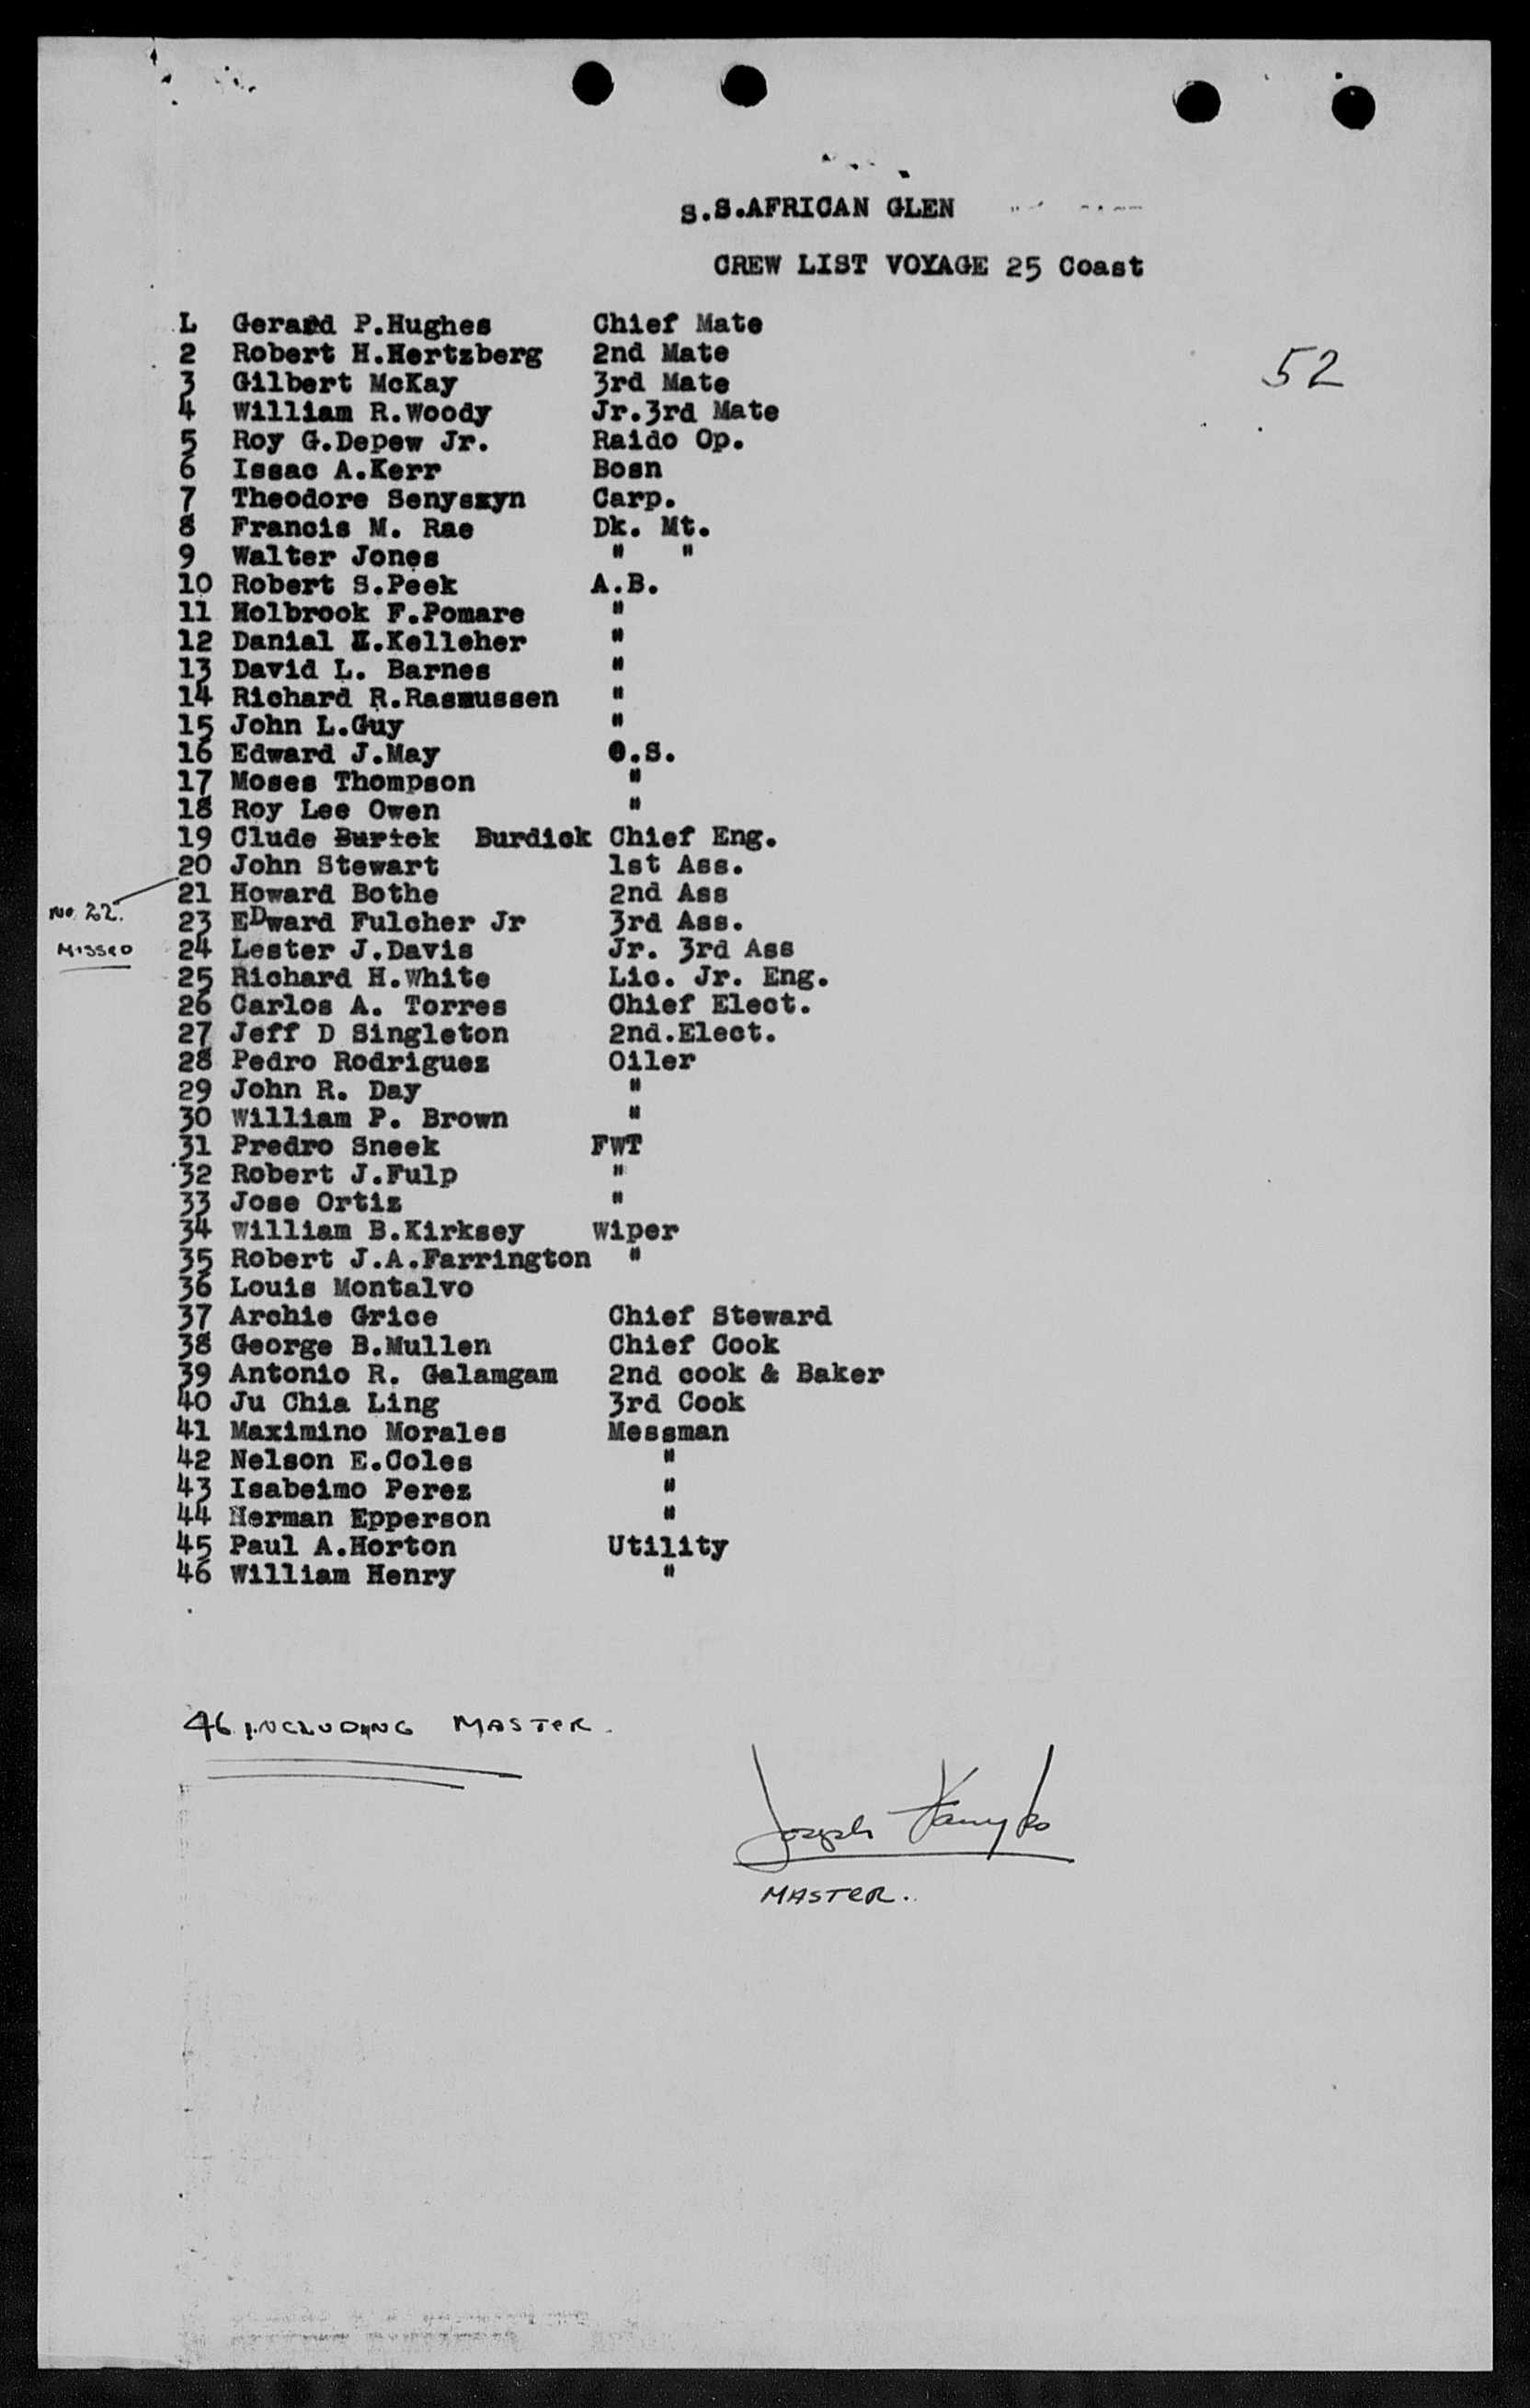 S.S.AFRICAN GLEN
CREW LIST VOYAGE 25 Coast
52
L Gerard P.Hughes Chief Mate
2 Robert H.Hertzberg 2nd Mate
3 Gilbert McKay 3rd Mate
4 William R.Woody Jr.3rd Mate
5 Roy G.Depew Jr. Raido Op.
6 Issac A.Kerr Bosn
7 Theodore Senyszyn Carp.
8 Francis M. Rae Dk. Mt.
9 Walter Jones " "
10 Robert S.Peek A.B.
11 Holbrook F.Pomare "
12 Danial .Kelleher "
13 David L. Barnes "
14 Richard R.Rasmussen "
15 John L.Guy "
16 Edward J.May O.S.
17 Moses Thompson "
18 Roy Lee Owen "
19 Clude Burick Burdick Chief Eng.
20 John Stewart 1st Ass.
21 Howard Bothe 2nd Ass
No. 22.
23 EDward Fulcher Jr 3rd Ass.
Missed
24 Lester J.Davis Jr. 3rd Ass
25 Richard H.White Lic. Jr. Eng.
26 Carlos A. Torres Chief Elect.
27 Jeff D Singleton 2nd.Elect.
28 Pedro Rodriguez Oiler
29 John R. Day "
30 William P. Brown "
31 Predro Sneek FWT
32 Robert J.Fulp "
33 Jose Ortiz "
34 William B.Kirksey Wiper
35 Robert J.A.Farrington "
36 Louis Montalvo
37 Archie Grice Chief Steward
38 George B.Mullen Chief Cook
39 Antonio R. Galamgam 2nd cook & Baker
40 Ju Chia Ling 3rd Cook
41 Maximino Morales Messman
42 Nelson E.Coles "
43 Isabeimo Perez "
44 Herman Epperson "
45 Paul A.Horton Utility
46 William Henry "
46 INCLUDING MASTER.
Joseph
MASTER.